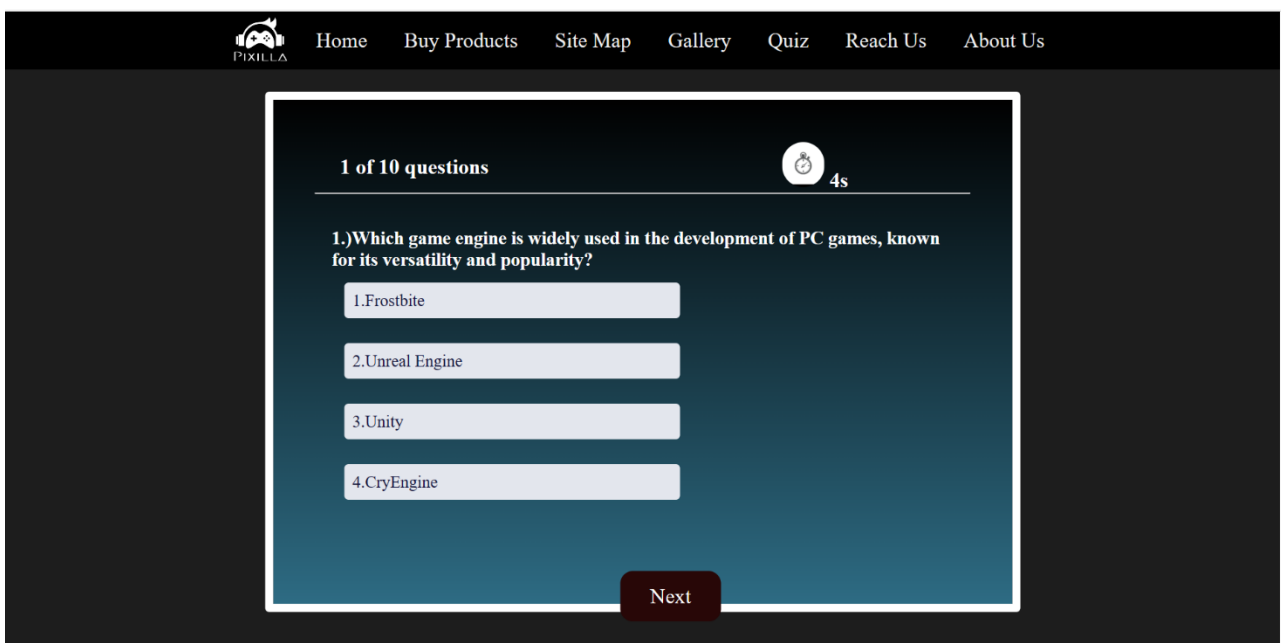 PIXILLA
Home Buy Products Site Map Gallery Quiz Reach Us About Us
1 of 10 questions 4s
1.)Which game engine is widely used in the development of PC games, known
for its versatility and popularity?
1.Frostbite
2.Unreal Engine
3.Unity
4.CryEngine
Next